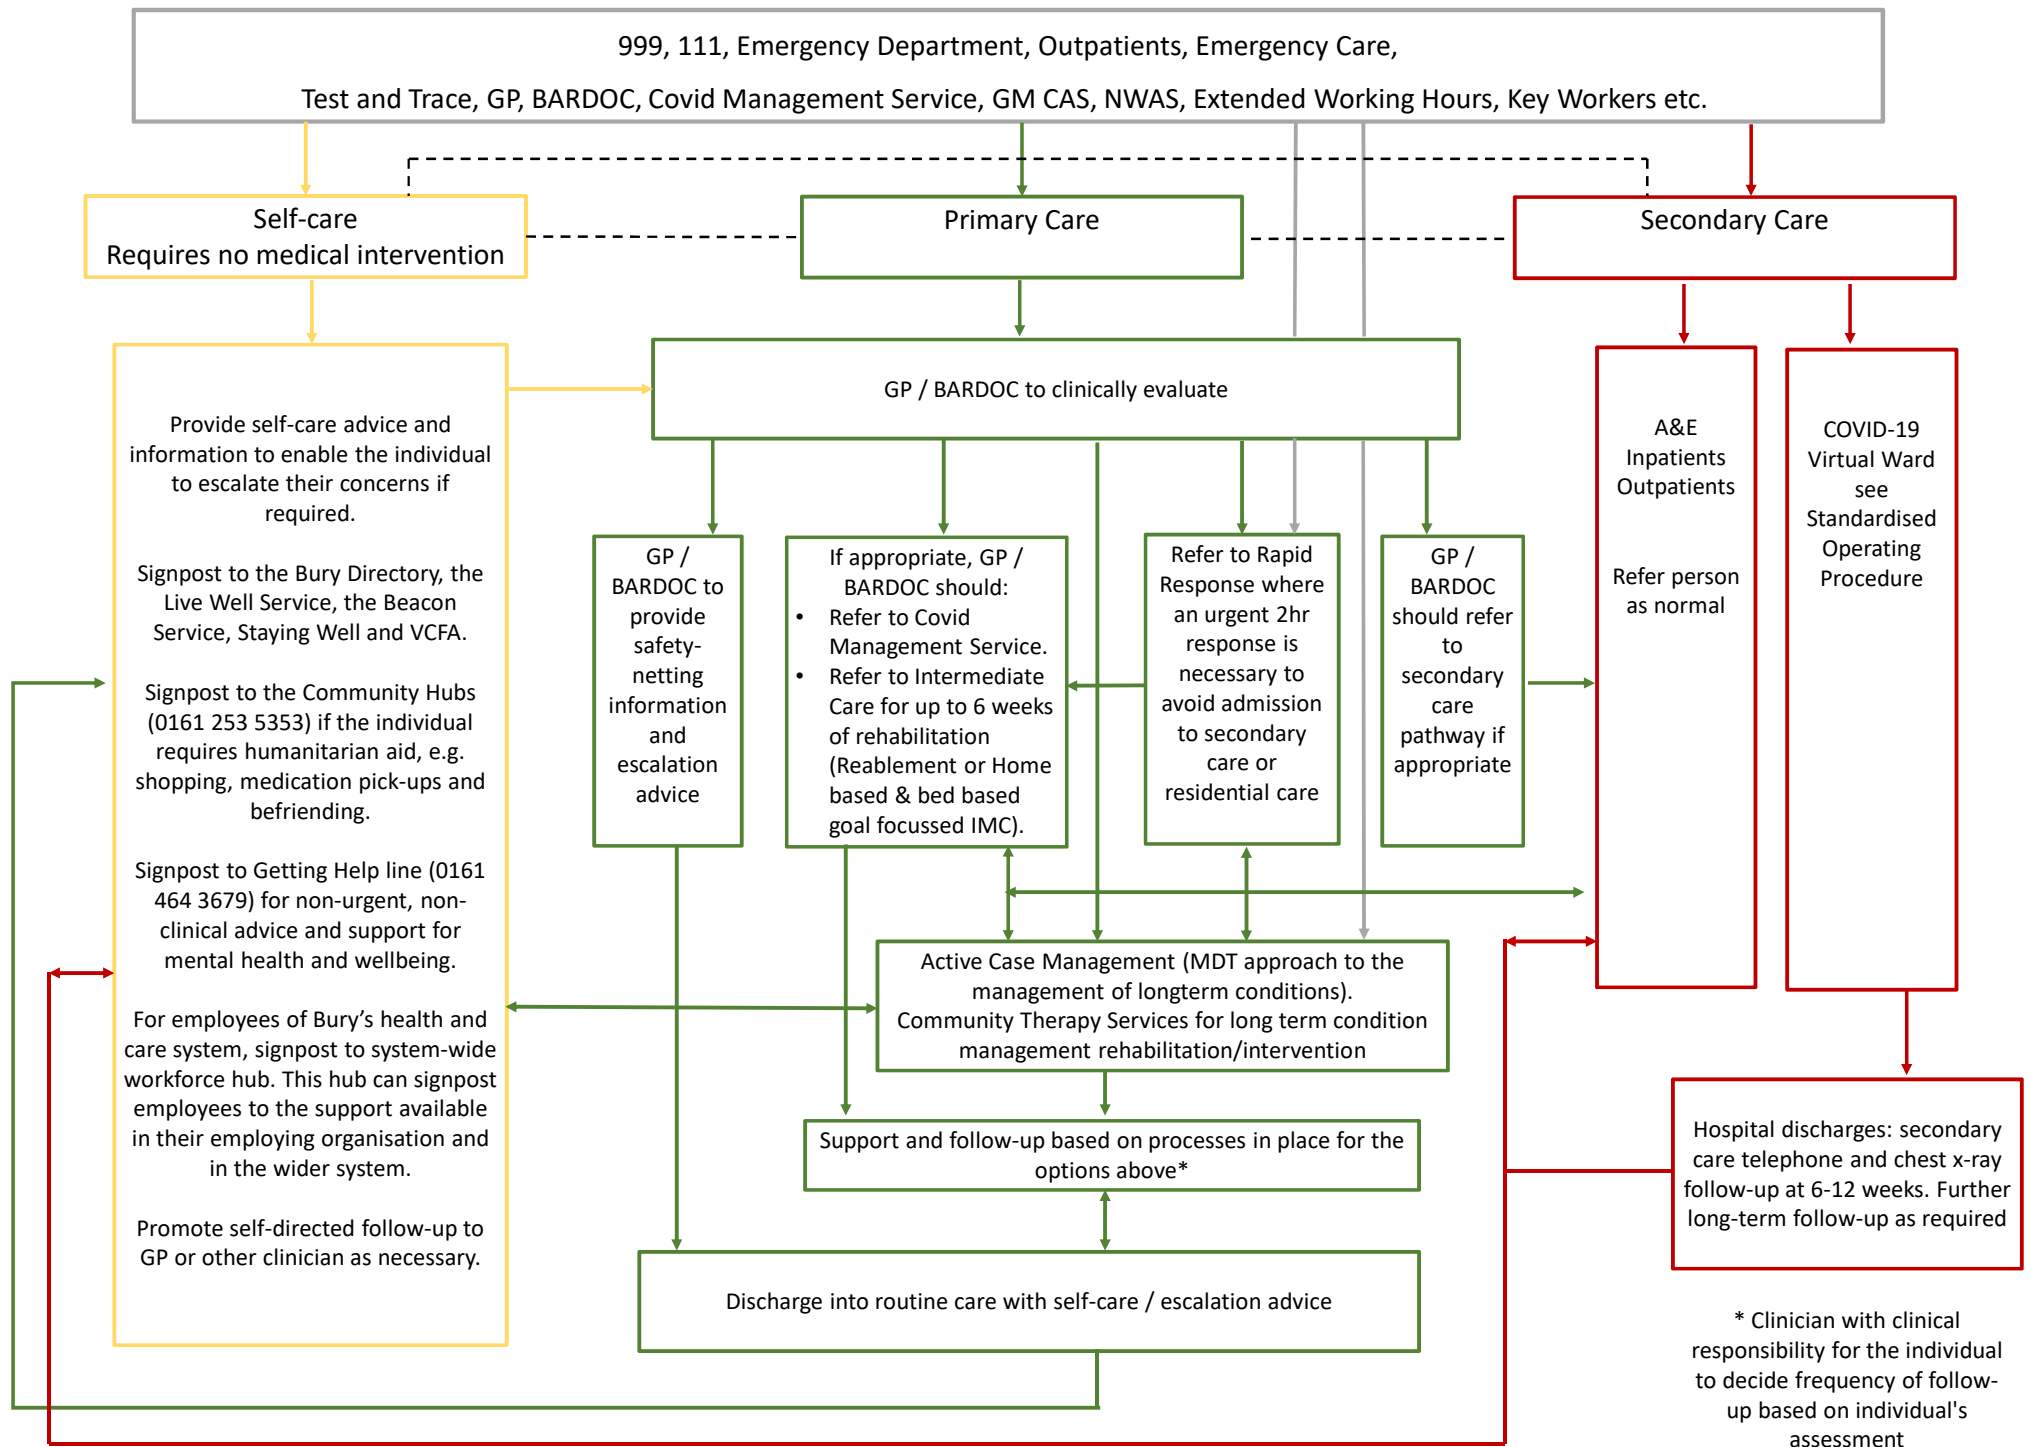 999, 111, Emergency Department, Outpatients, Emergency Care,
Test and Trace, GP, BARDOC, Covid Management Service, GM CAS, NWAS, Extended Working Hours, Key Workers etc.
Self-care
Requires no medical intervention
Primary Care
Secondary Care
Provide self-care advice and
information to enable the individual
to escalate their concerns if
required.
Signpost to the Bury Directory, the
Live Well Service, the Beacon
Service, Staying Well and VCFA.
Signpost to the Community Hubs
(0161 253 5353) if the individual
requires humanitarian aid, e.g.
shopping, medication pick-ups and
befriending.
Signpost to Getting Help line (0161
464 3679) for non-urgent, non-
clinical advice and support for
mental health and wellbeing.
For employees of Bury’s health and
care system, signpost to system-wide
workforce hub. This hub can signpost
employees to the support available
in their employing organisation and
in the wider system.
Promote self-directed follow-up to
GP or other clinician as necessary.
GP / BARDOC to clinically evaluate
GP /
BARDOC to
provide
safety-
netting
information
and
escalation
advice
If appropriate, GP /
BARDOC should:
• Refer to Covid
Management Service.
• Refer to Intermediate
Care for up to 6 weeks
of rehabilitation
(Reablement or Home
based & bed based
goal focussed IMC).
Refer to Rapid
Response where
an urgent 2hr
response is
necessary to
avoid admission
to secondary
care or
residential care
GP /
BARDOC
should refer
to
secondary
care
pathway if
appropriate
A&E
Inpatients
Outpatients
Refer person
as normal
COVID-19
Virtual Ward
see
Standardised
Operating
Procedure
Active Case Management (MDT approach to the
management of longterm conditions).
Community Therapy Services for long term condition
management rehabilitation/intervention
Support and follow-up based on processes in place for the
options above*
Discharge into routine care with self-care / escalation advice
Hospital discharges: secondary
care telephone and chest x-ray
follow-up at 6-12 weeks. Further
long-term follow-up as required
* Clinician with clinical
responsibility for the individual
to decide frequency of follow-
up based on individual's
assessment